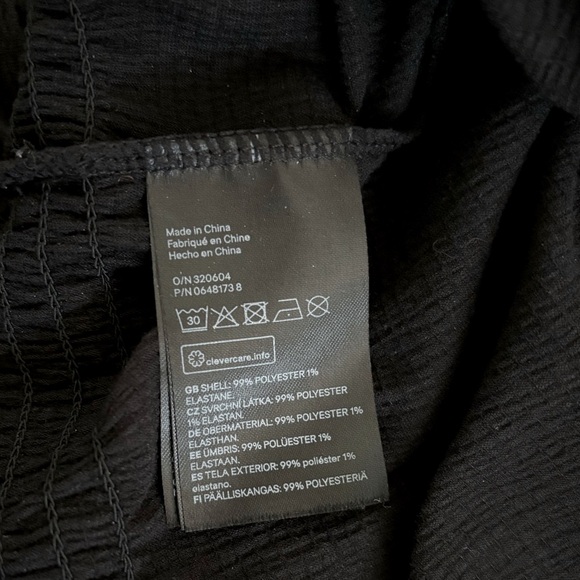 Made in China
Fabriqué en Chine
Hecho en China
O/N 320604
P/N 0648173 8
30
clevercare.info
GB SHELL: 99% POLYESTER 1%
ELASTANE.
CZ SVRCHNÍ LÁTKA: 99% POLYESTER
1% ELASTAN.
DE OBERMATERIAL: 99% POLYESTER 1%
ELASTHAN.
EE ÜMBRIS: 99% POLÜESTER 1%
ELASTAAN.
ES TELA EXTERIOR: 99% poliéster 1%
elastano.
FI PÄÄLLISKANGAS: 99% POLYESTERIÄ